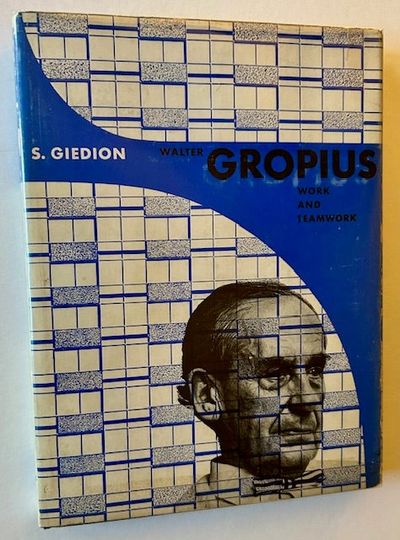 S. GIEDION WALTER GROPIUS
WORK
AND
TEAMWORK